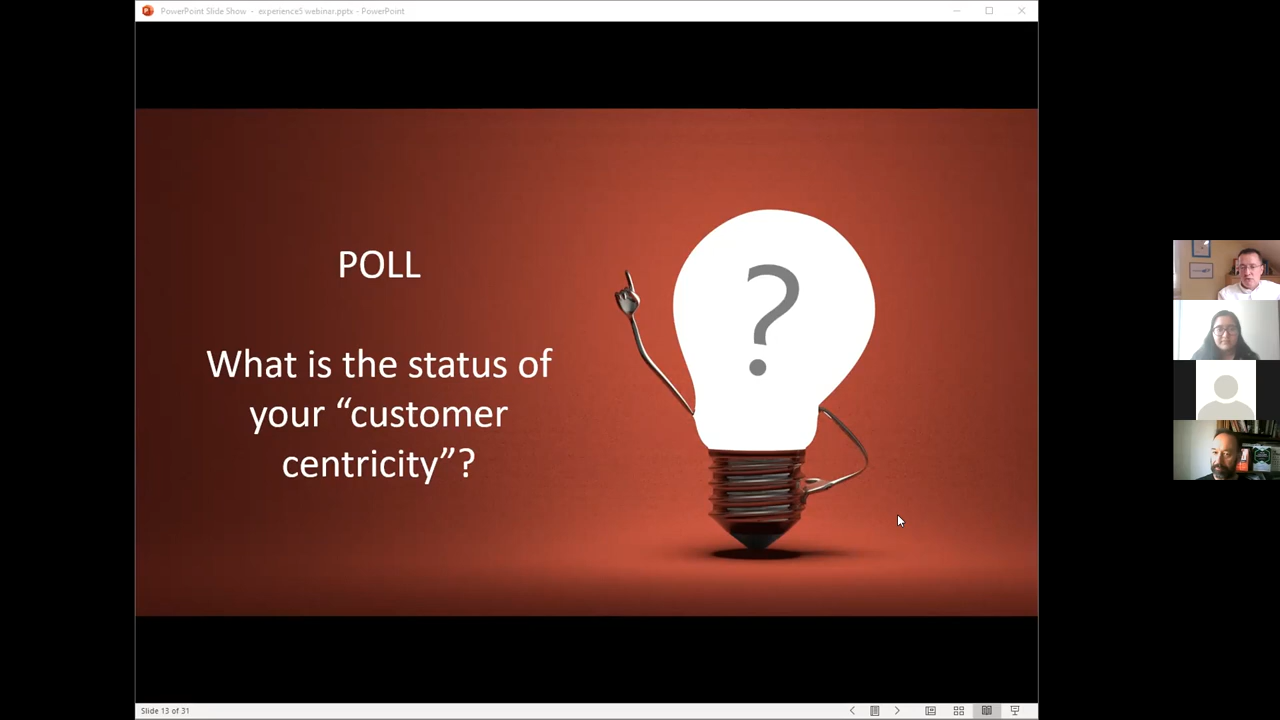 PowerPoint Slide Show - experience5 webinar.pptx - PowerPoint
POLL
What is the status of
your “customer
centricity”?
?
Slide 13 of 31